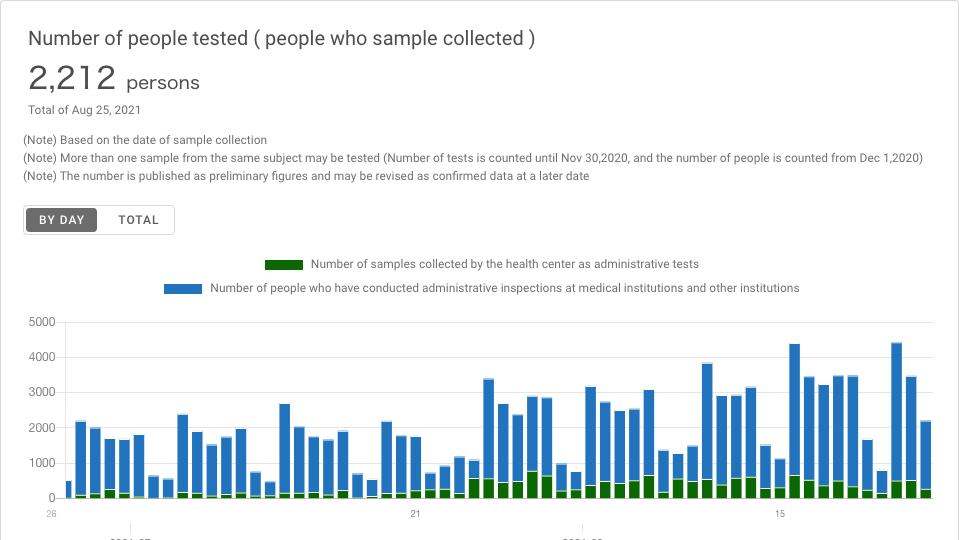 Number of people tested ( people who sample collected )
2,212 persons
Total of Aug 25, 2021
(Note) Based on the date of sample collection
(Note) More than one sample from the same subject may be tested (Number of tests is counted until Nov 30,2020, and the number of people is counted from Dec 1,2020)
(Note) The number is published as preliminary figures and may be revised as confirmed data at a later date
BY DAY TOTAL
Number of samples collected by the health center as administrative tests
Number of people who have conducted administrative inspections at medical institutions and other institutions
5000
4000
3000
2000
1000
0
26 21 15